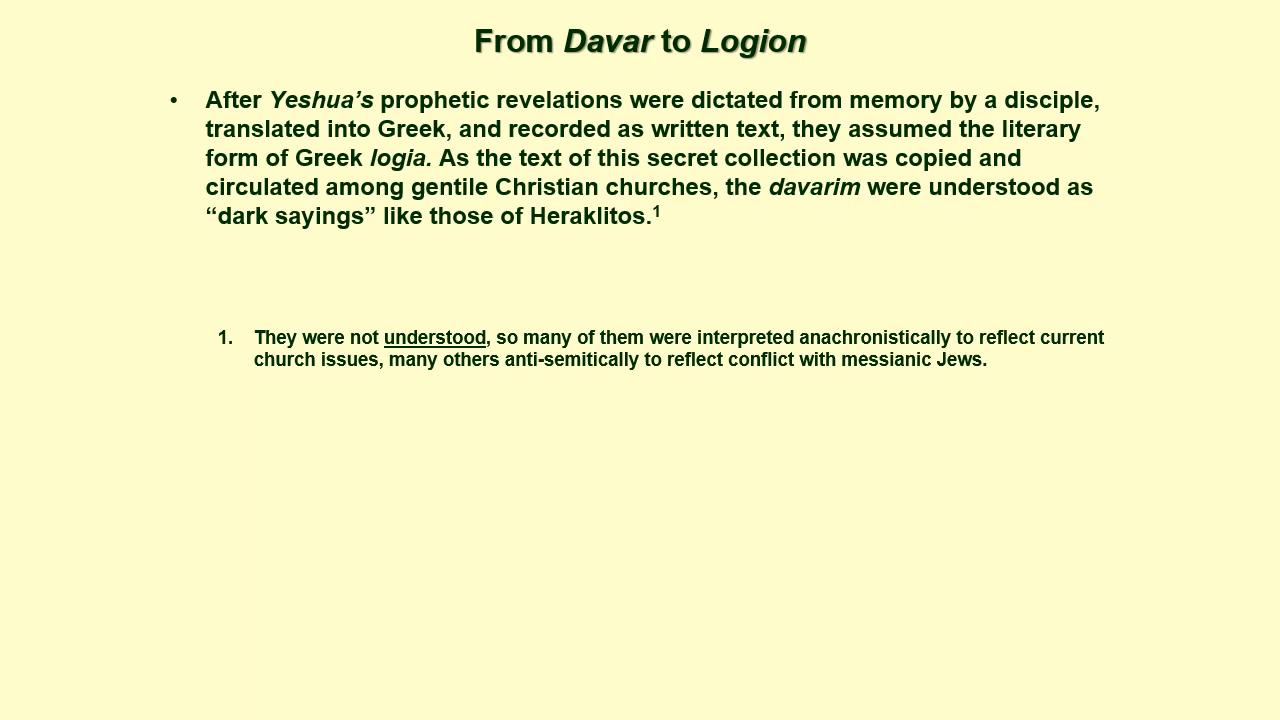 From Davar to Logion
• After Yeshua’s prophetic revelations were dictated from memory by a disciple,
translated into Greek, and recorded as written text, they assumed the literary
form of Greek logia. As the text of this secret collection was copied and
circulated among gentile Christian churches, the davarim were understood as
“dark sayings” like those of Heraklitos.1
1. They were not understood, so many of them were interpreted anachronistically to reflect current
church issues, many others anti-semitically to reflect conflict with messianic Jews.